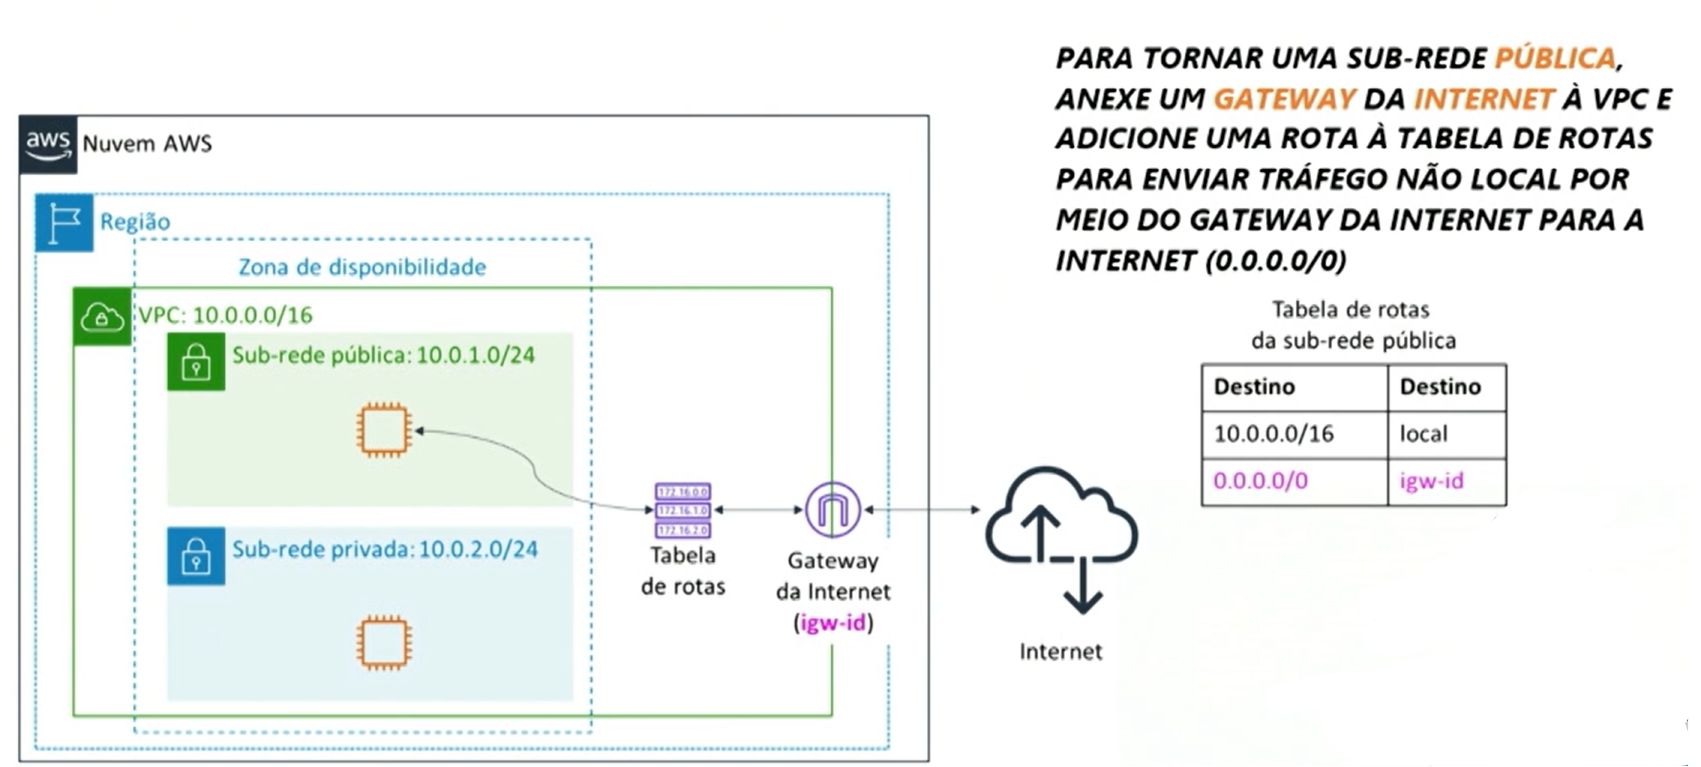 PARA TORNAR UMA SUB-REDE PÚBLICA,
ANEXE UM GATEWAY DA INTERNET À VPC E
ADICIONE UMA ROTA À TABELA DE ROTAS
PARA ENVIAR TRÁFEGO NÃO LOCAL POR
MEIO DO GATEWAY DA INTERNET PARA A
INTERNET (0.0.0.0/0)
aws
Nuvem AWS
Região
Zona de disponibilidade
VPC: 10.0.0.0/16
Sub-rede pública: 10.0.1.0/24
Sub-rede privada: 10.0.2.0/24
172.16.0.0
172.16.1.0
172.16.2.0
Tabela
de rotas
Gateway
da Internet
(igw-id)
Internet
Tabela de rotas
da sub-rede pública
Destino Destino
10.0.0.0/16 local
0.0.0.0/0 igw-id